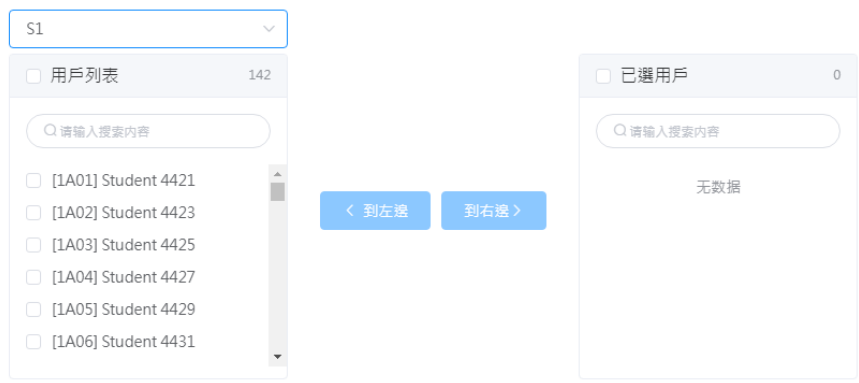 S1
用戶列表 142
请输入搜索内容
[1A01] Student 4421
[1A02] Student 4423
[1A03] Student 4425
[1A04] Student 4427
[1A05] Student 4429
[1A06] Student 4431
到左邊 到右邊
已選用戶 0
请输入搜索内容
无数据